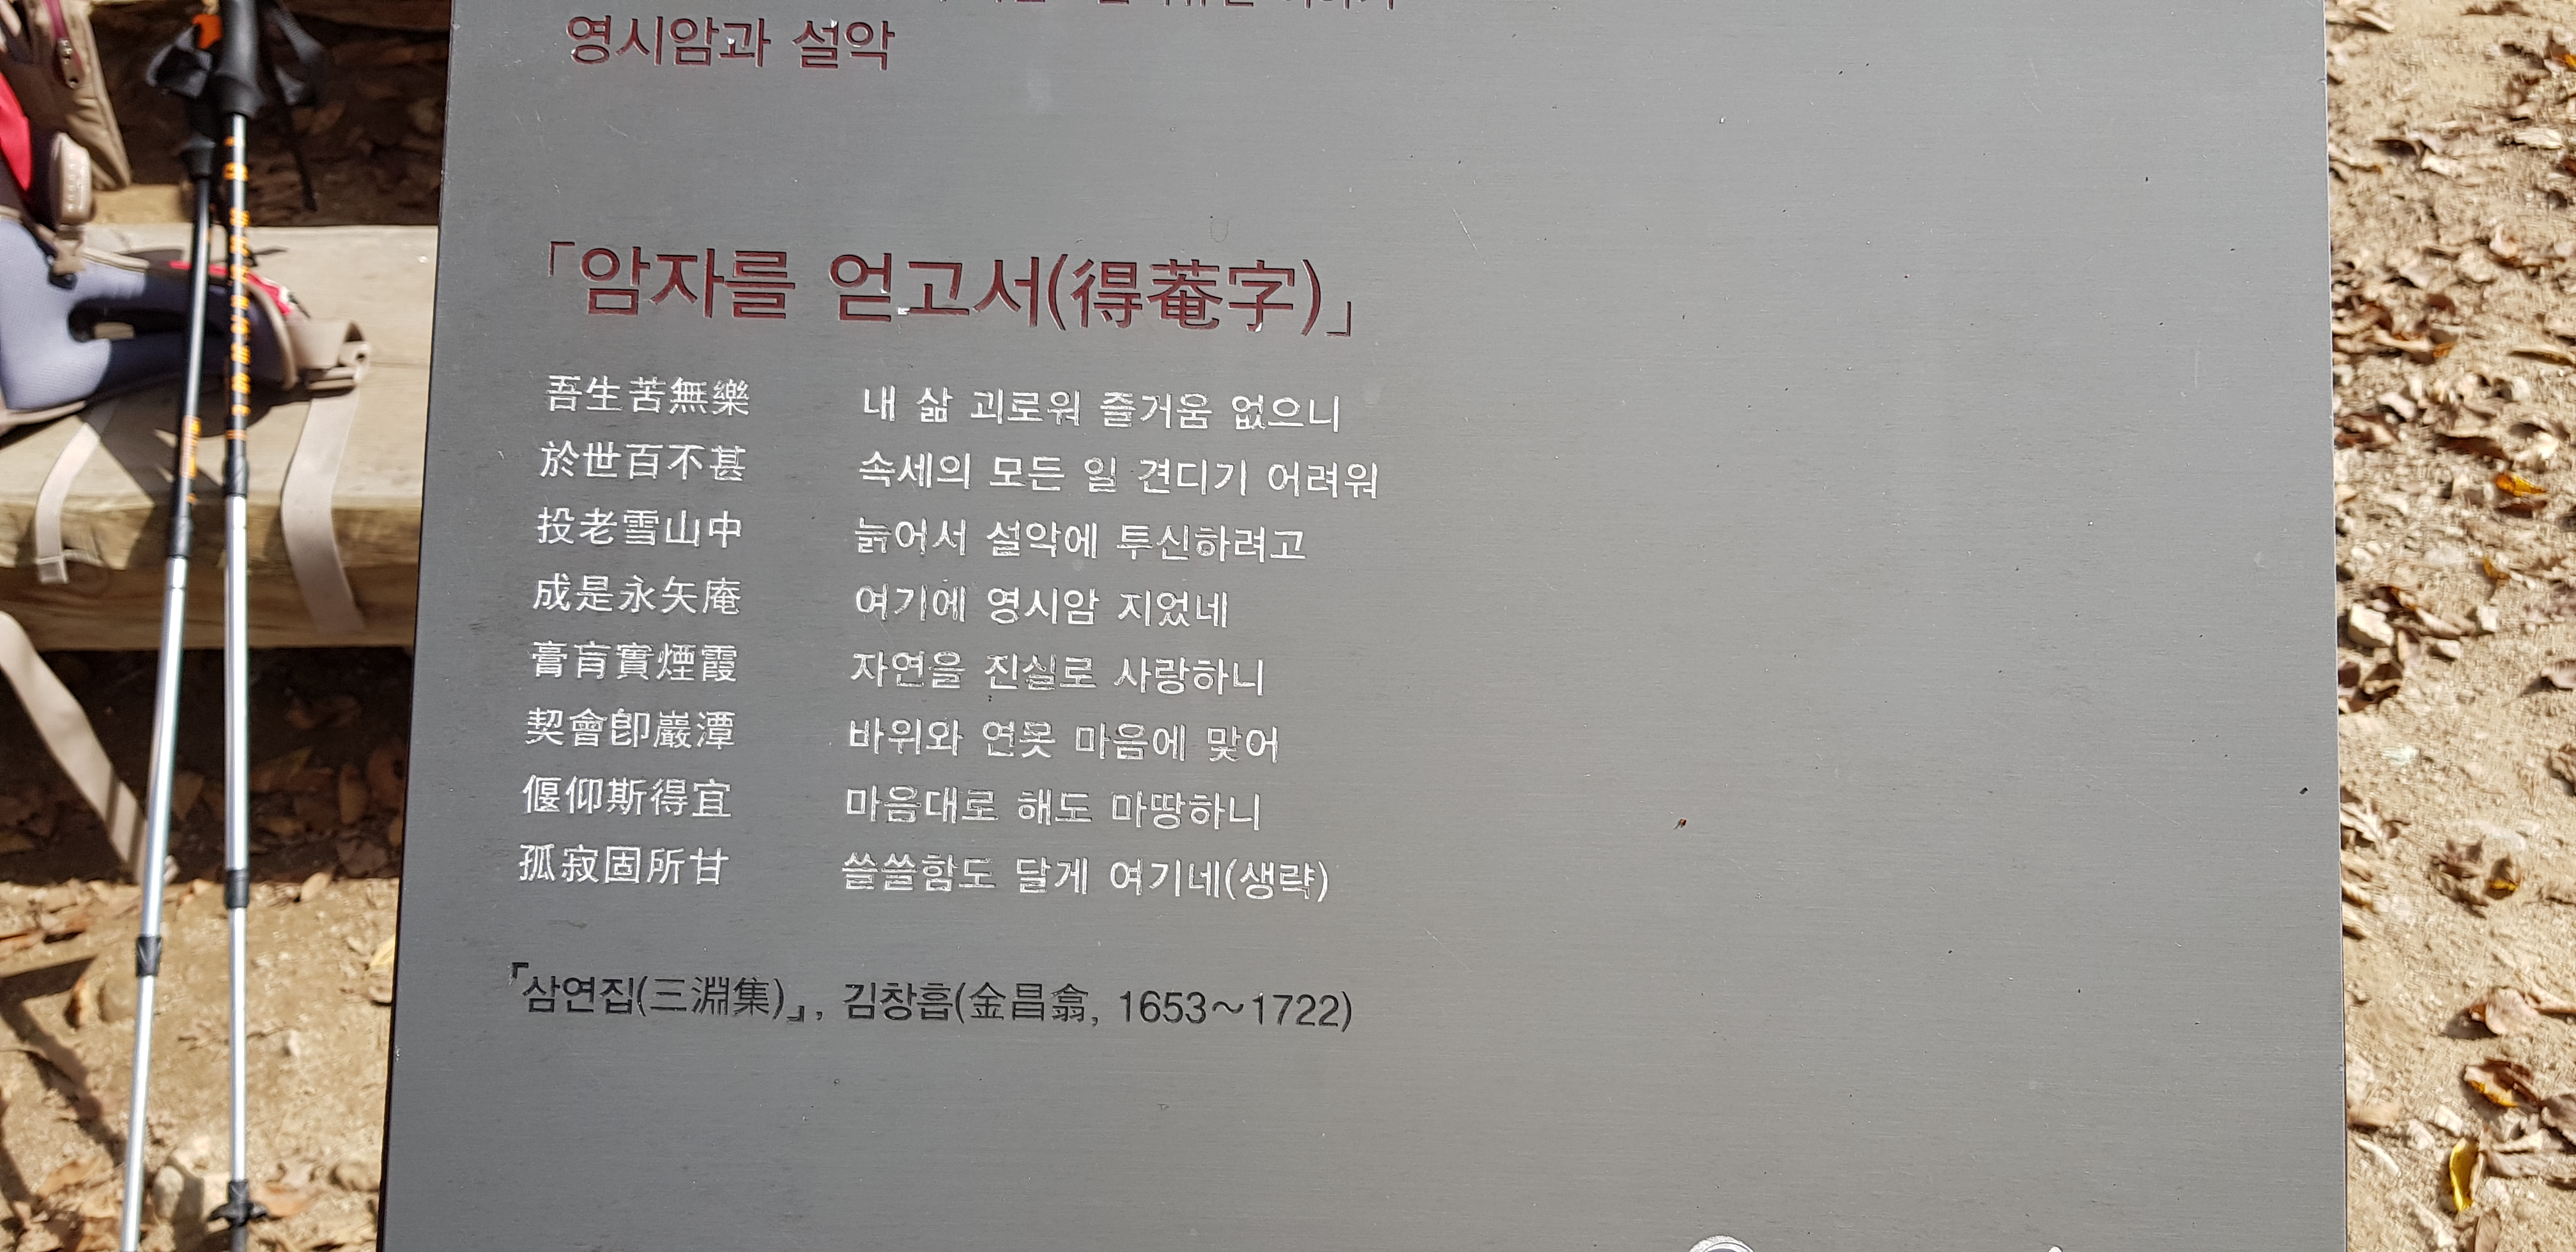 영시암과 설악
「암자를 얻고서(得菴字)」
吾生苦無樂 내 삶 괴로워 즐거움 없으니
於世百不甚 속세의 모든 일 견디기 어려워
投老雪山中 늙어서 설악에 투신하려고
成是永矢庵 여기에 영시암 지었네
膏肓實煙霞 자연을 진실로 사랑하니
契會卽巖潭 바위와 연못 마음에 맞어
偃仰斯得宜 마음대로 해도 마땅하니
孤寂固所甘 쓸쓸함도 달게 여기네(생략)
『삼연집(三淵集)』, 김창흡(金昌翕, 1653~1722)